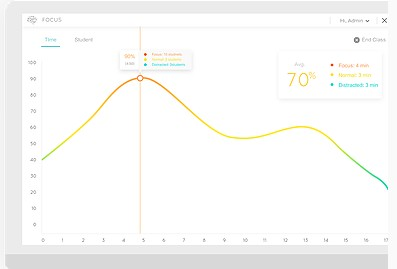 FOCUS
Hi, Admin
Time
Student
End Class
90%
Avg.
70%
Focus: 4 min
Normal: 3 min
Distracted: 3 min
100
90
80
70
60
50
40
30
20
10
0
0 1 2 3 4 5 6 7 8 9 10 11 12 13 14 15 16 17